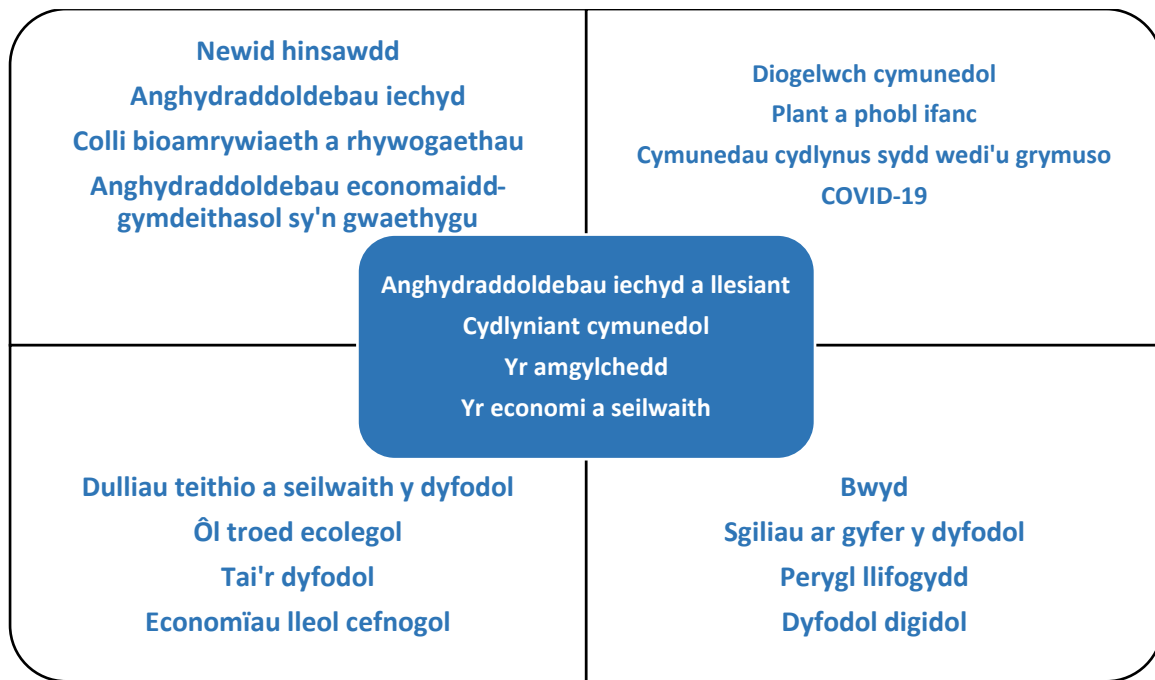 Newid hinsawdd
Anghydraddoldebau iechyd
Colli bioamrywiaeth a rhywogaethau
Anghydraddoldebau economaidd-
gymdeithasol sy'n gwaethygu
Diogelwch cymunedol
Plant a phobl ifanc
Cymunedau cydlynus sydd wedi'u grymuso
COVID-19
Anghydraddoldebau iechyd a llesiant
Cydlyniant cymunedol
Yr amgylchedd
Yr economi a seilwaith
Dulliau teithio a seilwaith y dyfodol
Ôl troed ecolegol
Tai'r dyfodol
Economïau lleol cefnogol
Bwyd
Sgiliau ar gyfer y dyfodol
Perygl llifogydd
Dyfodol digidol